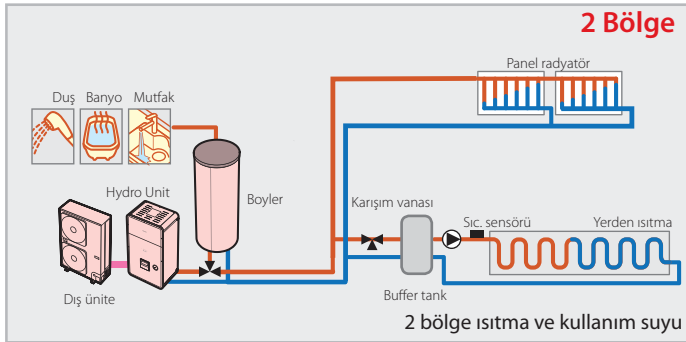 2 Bölge
Panel radyatör
Duş
Banyo
Mutfak
Hydro Unit
Boyler
Karışım vanası
Sıc. sensörü
Yerden ısıtma
Dış ünite
Buffer tank
2 bölge ısıtma ve kullanım suyu